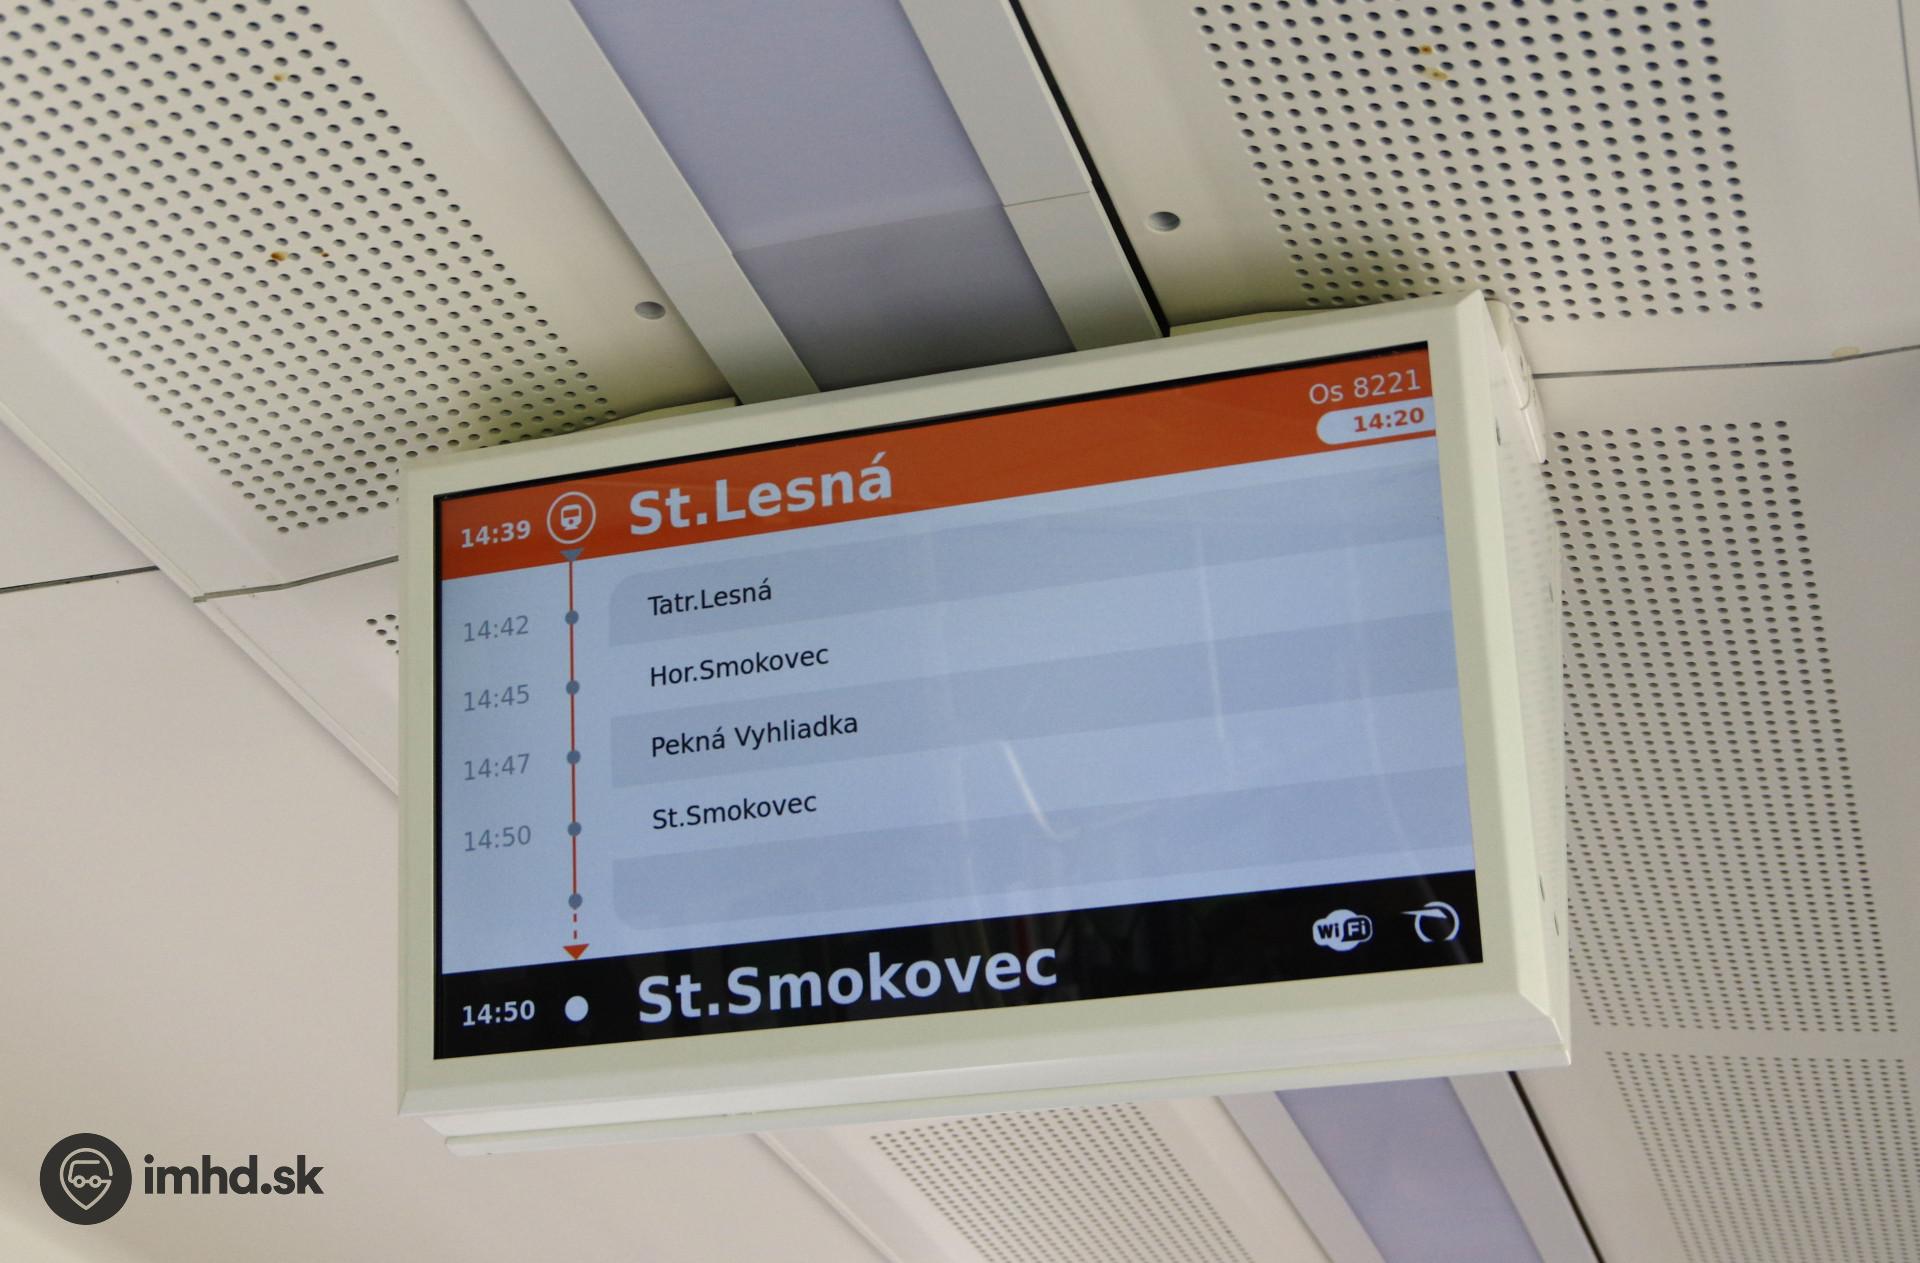 Os 8221
14:20
14:39 St.Lesná
14:42 Tatr.Lesná
14:45 Hor.Smokovec
14:47 Pekná Vyhliadka
14:50 St.Smokovec
WiFi
14:50 St.Smokovec
imhd.sk